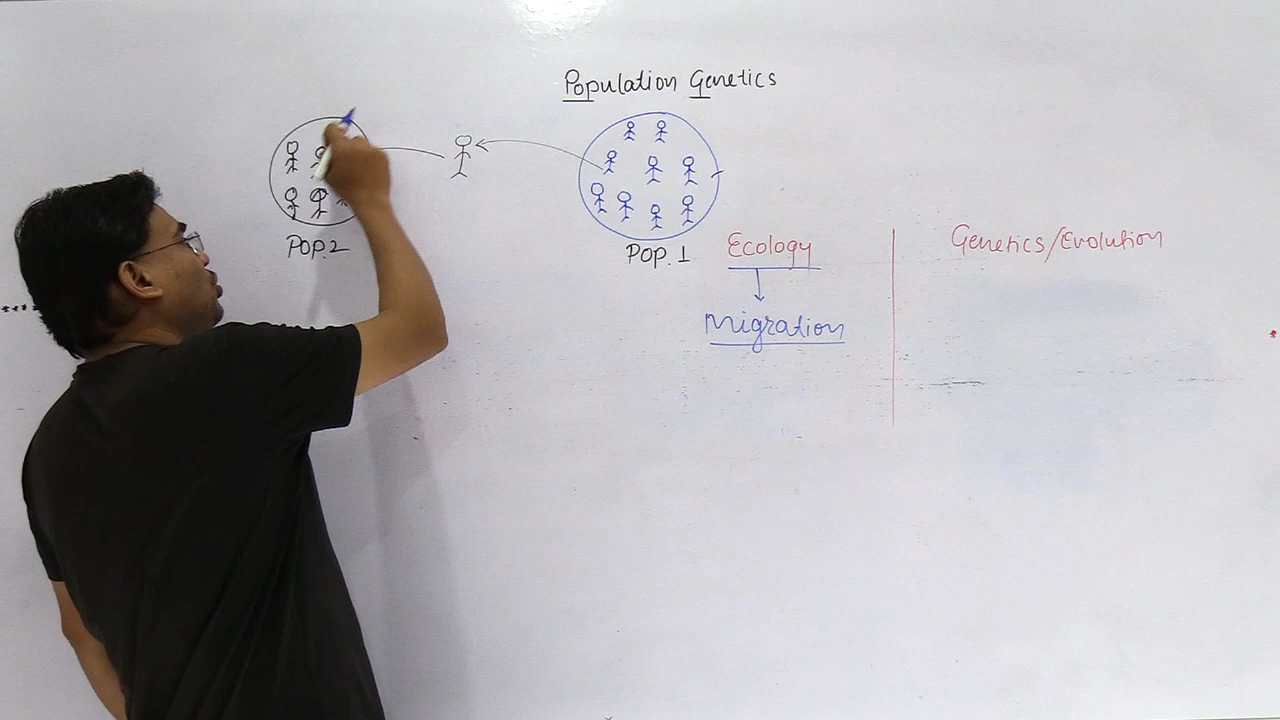 Population Genetics
Pop.2
Pop. 1
Ecology
Genetics/Evolution
Migration